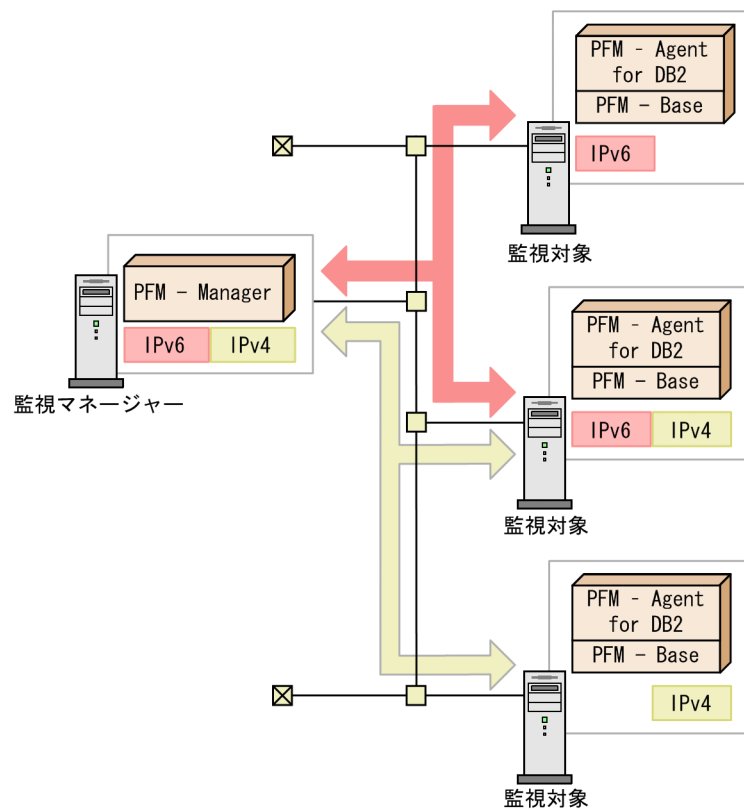 PFM - Agent
for DB2
PFM - Base
IPv6
監視対象
PFM - Manager
IPv6 IPv4
監視マネージャー
PFM - Agent
for DB2
PFM - Base
IPv6 IPv4
監視対象
PFM - Agent
for DB2
PFM - Base
IPv4
監視対象